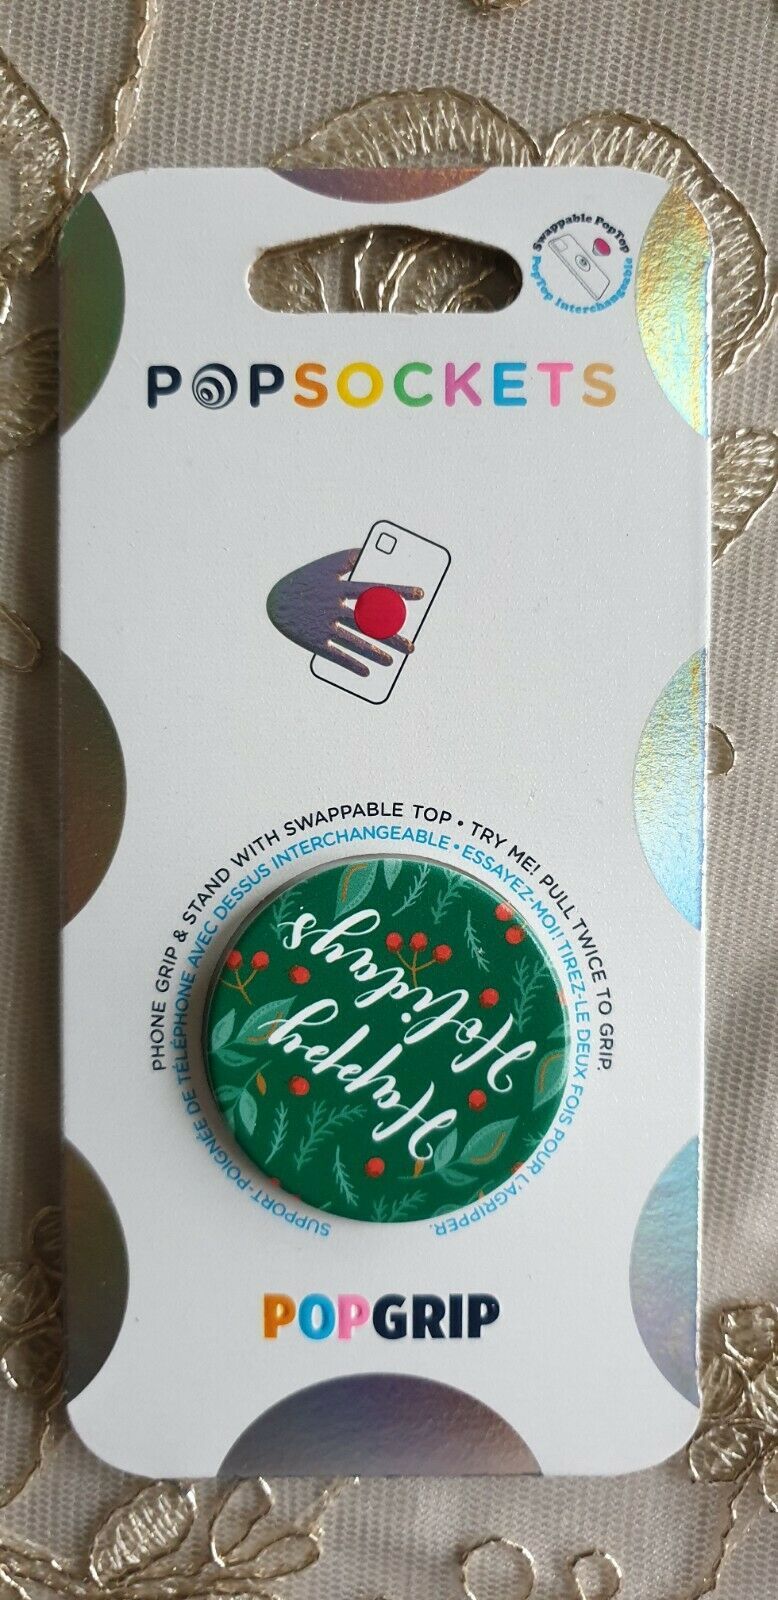 Swappable PopTop
PopTop Interchangeable
POPSOCKETS
PHONE GRIP & STAND WITH SWAPPABLE TOP • TRY ME! PULL TWICE TO GRIP.
SUPPORT-POIGNÉE DE TÉLÉPHONE AVEC DESSUS INTERCHANGEABLE • ESSAYEZ-MOI! TIREZ-LE DEUX FOIS POUR L'AGRIPPER.
Happy
Holidays
POPGRIP